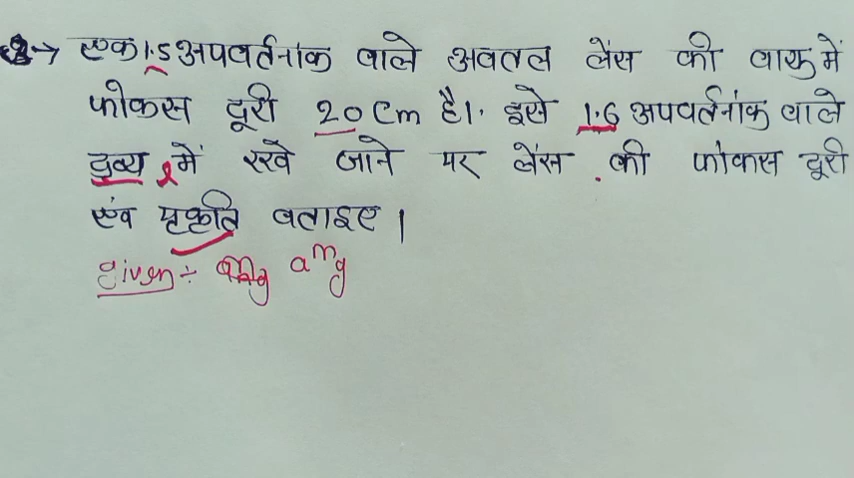 → एक 1.5 अपवर्तनांक वाले अवतल लेंस की वायु में
फोकस दूरी 20 cm है। इसे 1.6 अपवर्तनांक वाले
द्रव्य में रखे जाने पर लेंस की फोकस दूरी
एंव प्रकृति बताइए।
given÷ amg